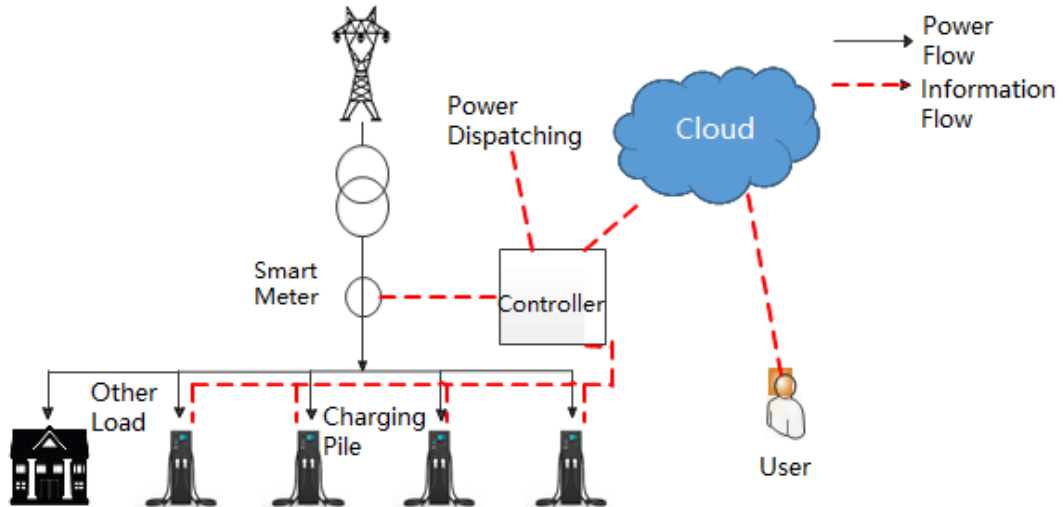 Power
Flow
Information
Flow
Power
Dispatching
Cloud
Smart
Meter
Controller
Other
Load
Charging
Pile
User